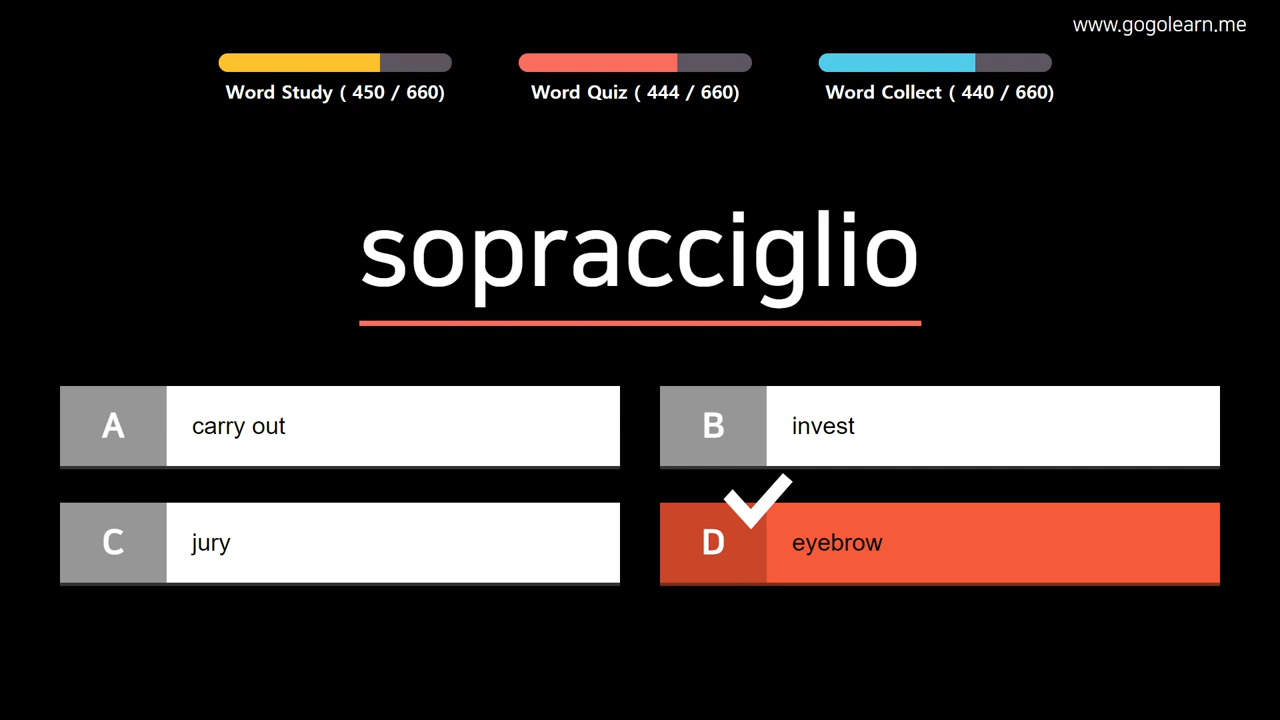 www.gogolearn.me
Word Study ( 450 / 660)
Word Quiz ( 444 / 660)
Word Collect ( 440 / 660)
sopracciglio
A carry out
B invest
C jury
D eyebrow